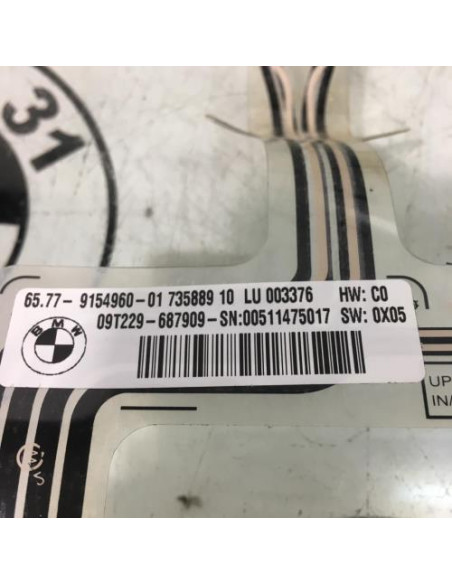 31
65.77- 9154960-01 735889 10 LU 003376 HW: C0
BMW
09T229-687909-SN:00511475017 SW: 0X05
UP
IN/